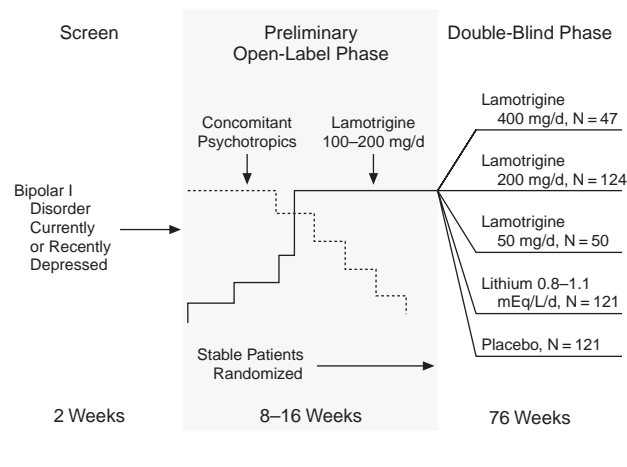 Screen
Preliminary
Open-Label Phase
Double-Blind Phase
Concomitant
Psychotropics
Lamotrigine
100–200 mg/d
Bipolar I
Disorder
Currently
or Recently
Depressed
Lamotrigine
400 mg/d, N = 47
Lamotrigine
200 mg/d, N = 124
Lamotrigine
50 mg/d, N = 50
Lithium 0.8–1.1
mEq/L/d, N = 121
Placebo, N = 121
Stable Patients
Randomized
2 Weeks
8–16 Weeks
76 Weeks